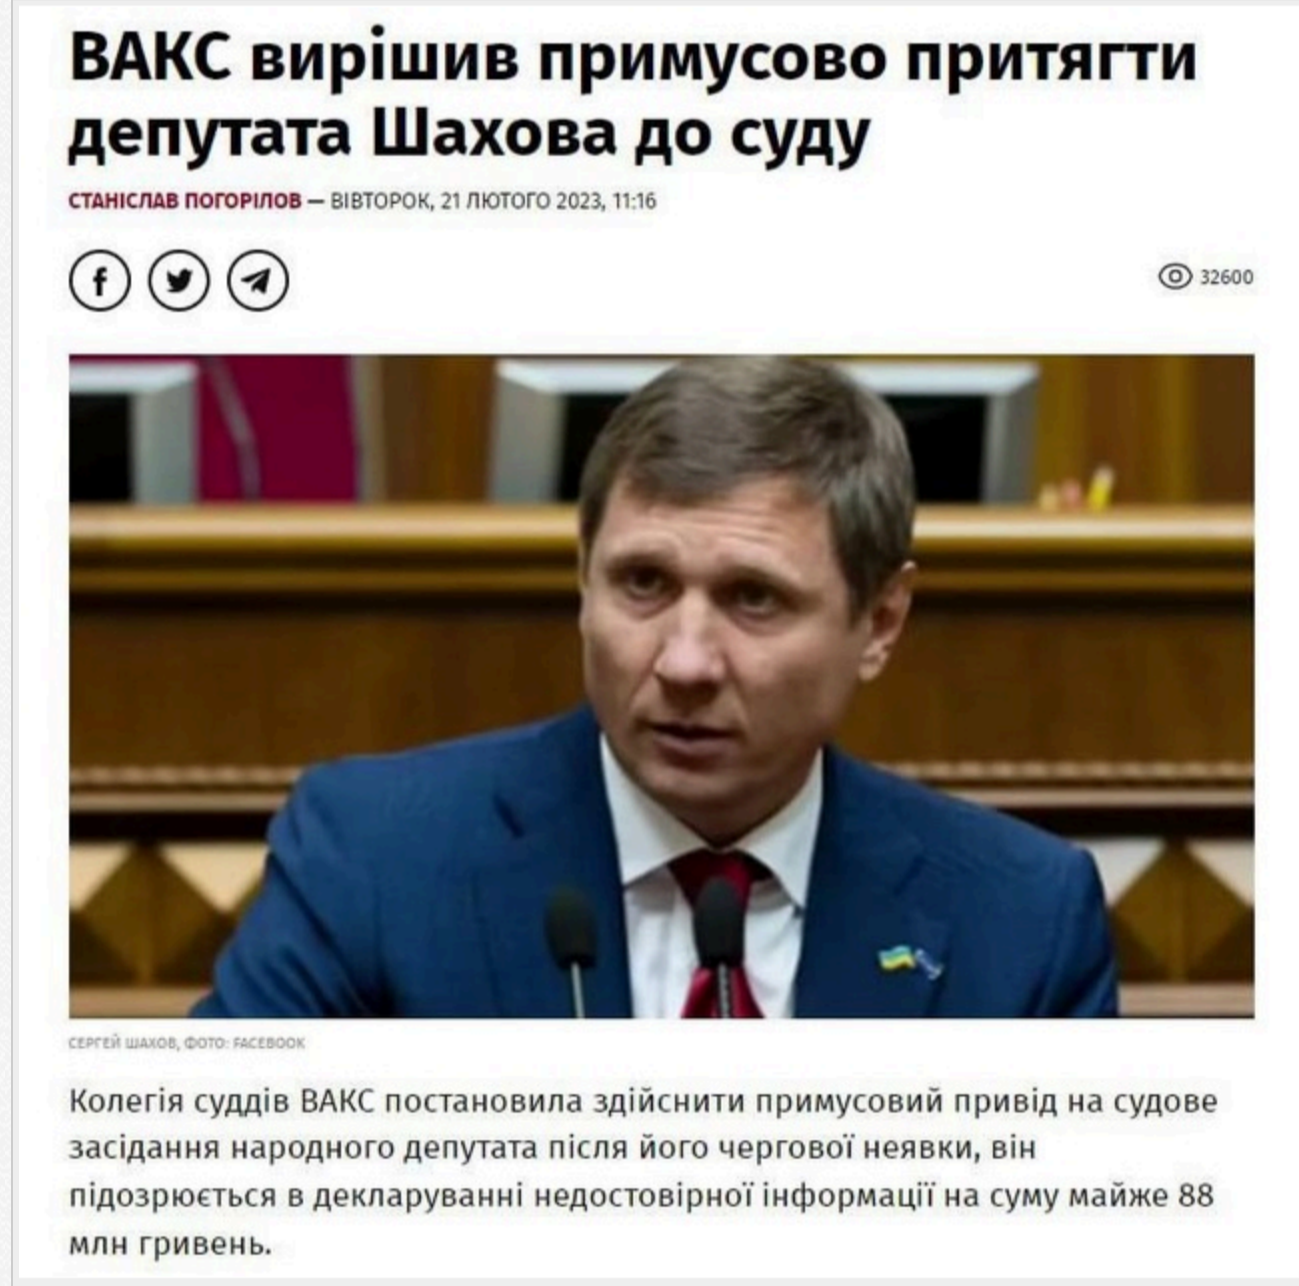 ВАКС вирішив примусово притягти
депутата Шахова до суду
СТАНІСЛАВ ПОГОРІЛОВ — ВІВТОРОК, 21 ЛЮТОГО 2023, 11:16
32600
СЕРГЕЙ ШАХОВ, ФОТО: FACEBOOK
Колегія суддів ВАКС постановила здійснити примусовий привід на судове
засідання народного депутата після його чергової неявки, він
підозрюється в декларуванні недостовірної інформації на суму майже 88
млн гривень.